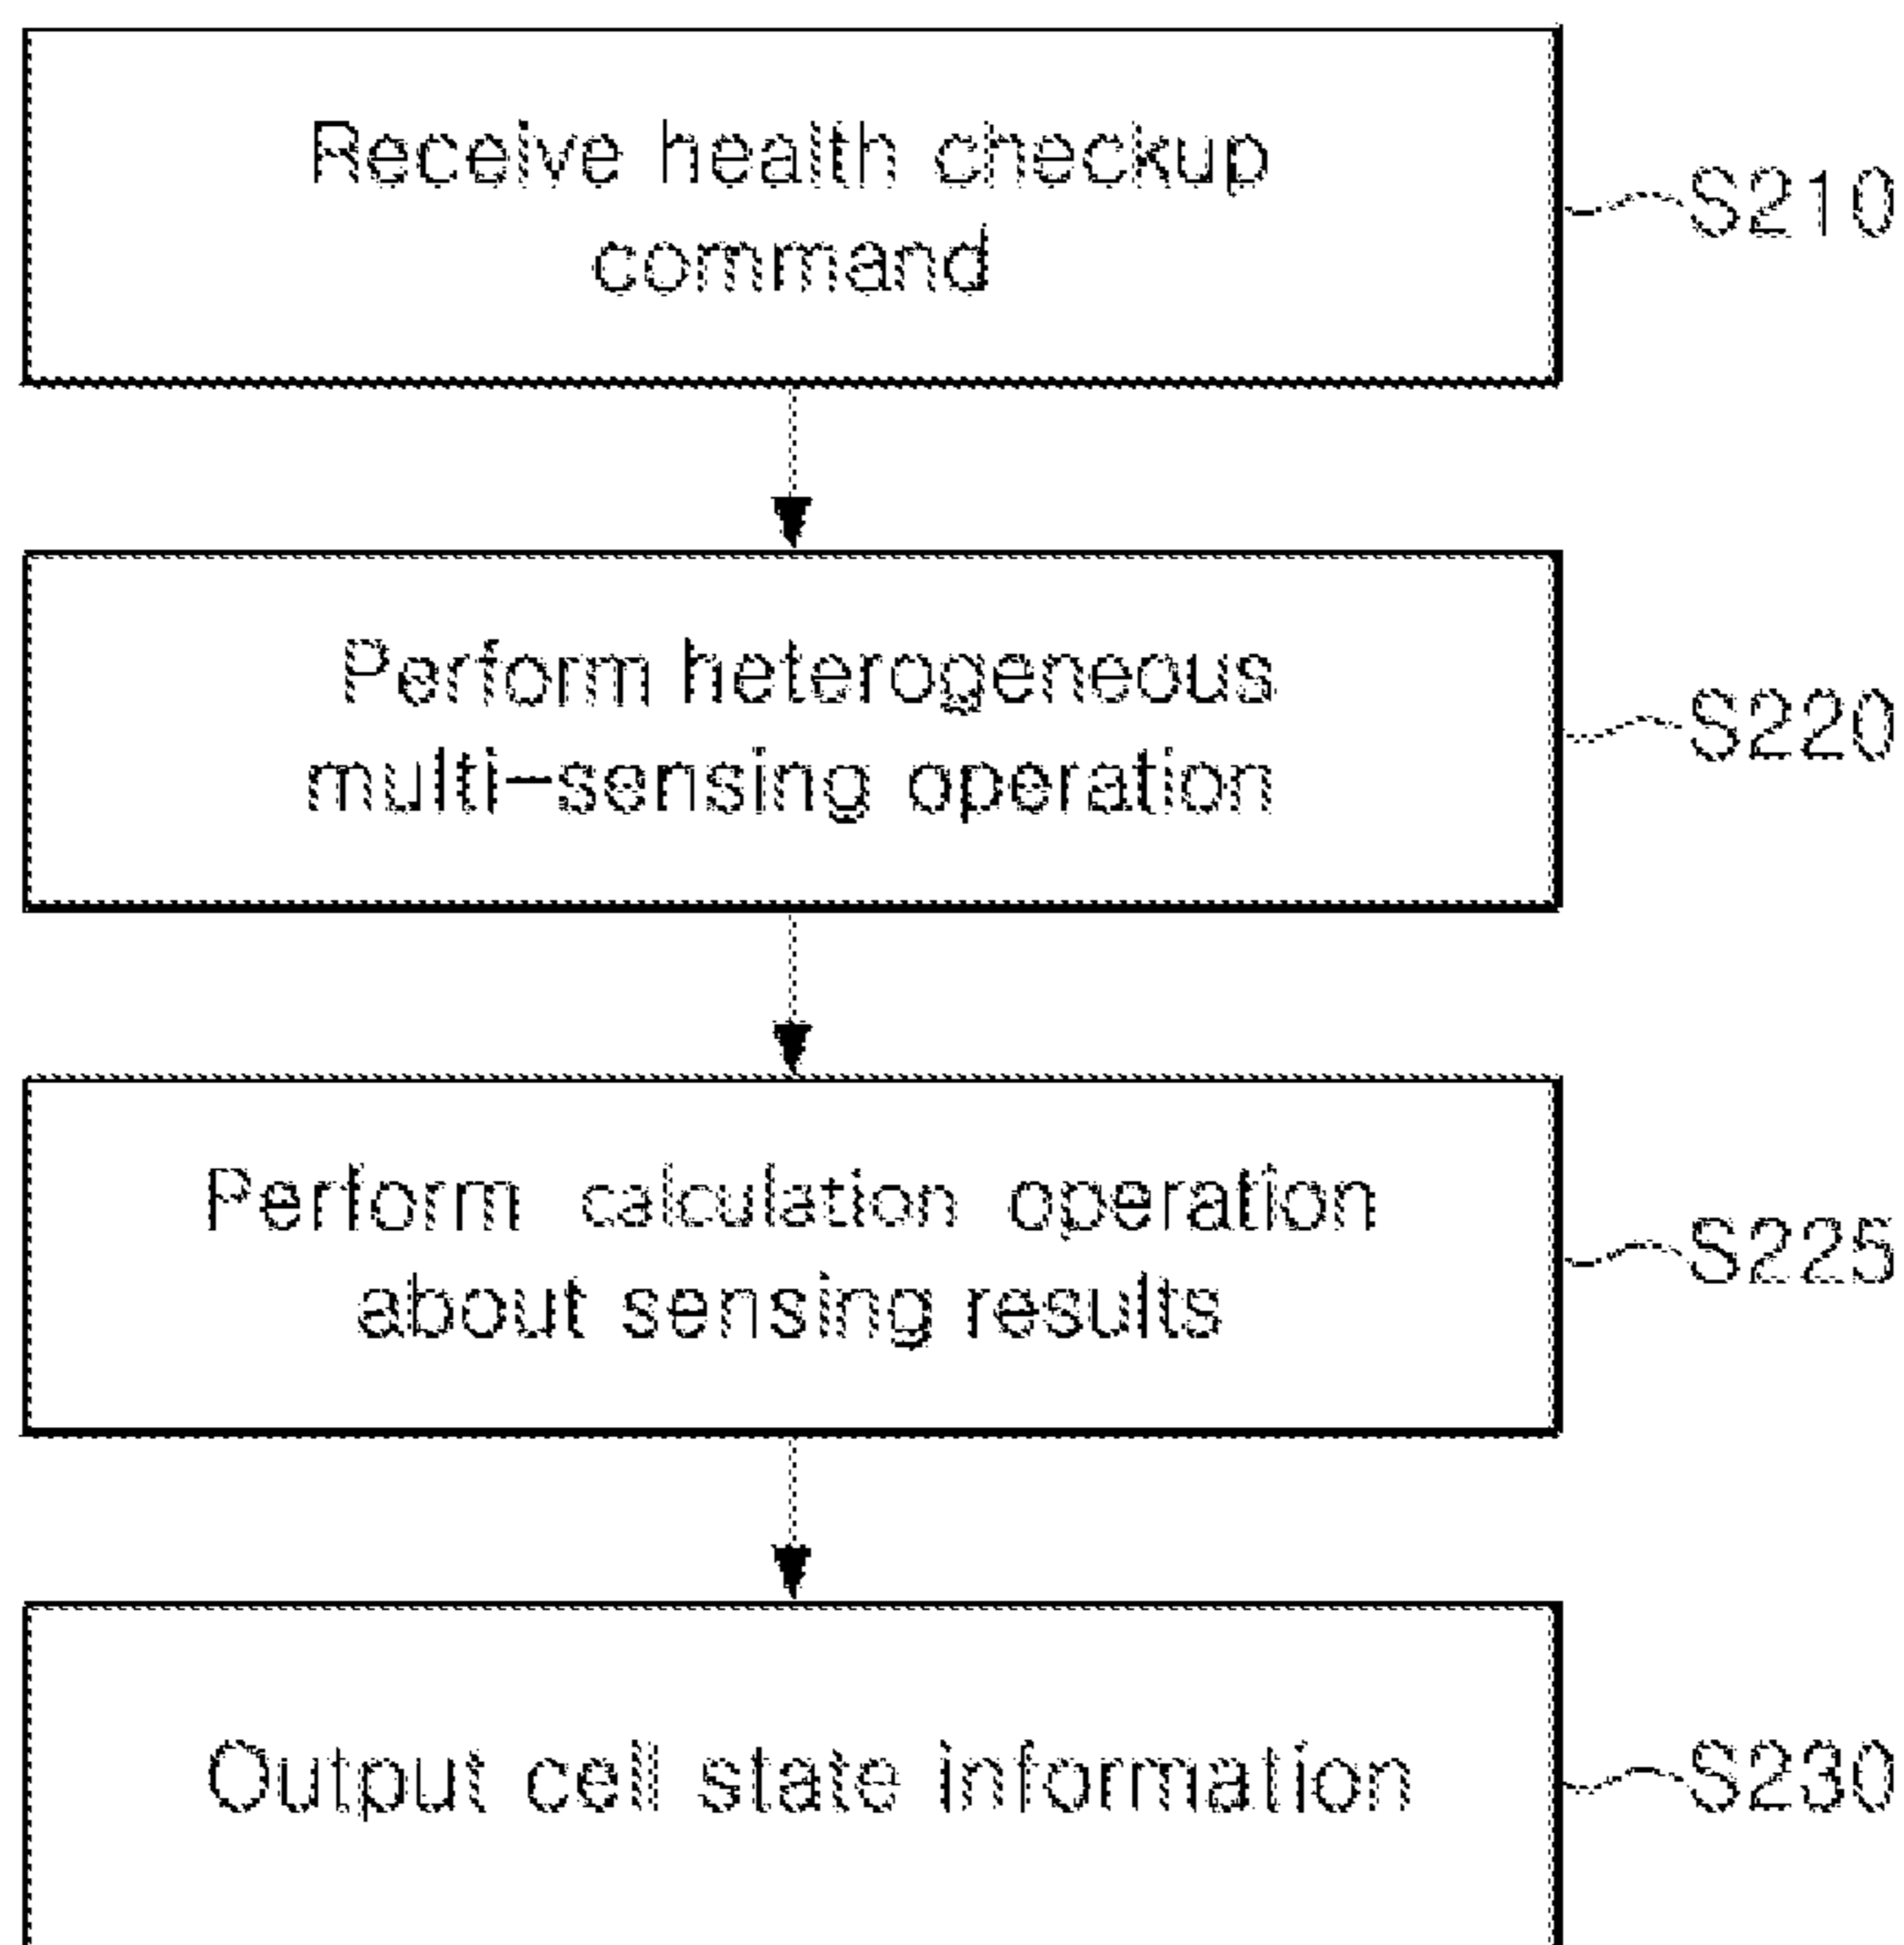 Receive health checkup
command
S210
Perform heterogeneous
multi-sensing operation
S220
Perform calculation operation
about sensing results
S225
Output cell state information
S230